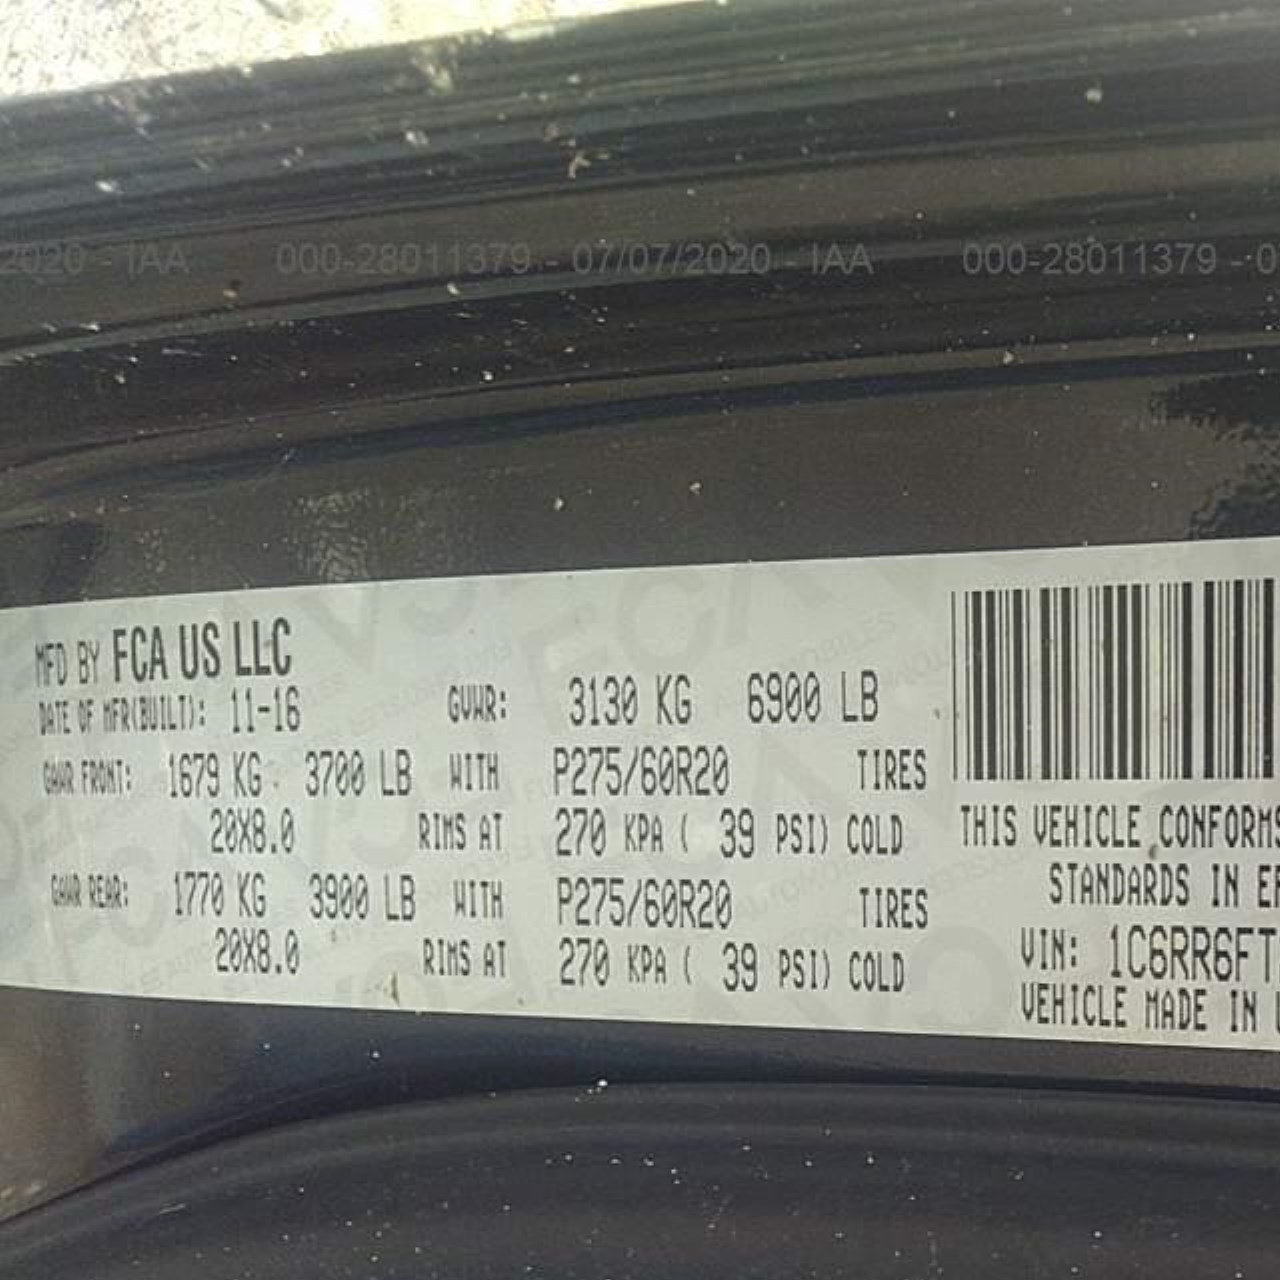 2020 - IAA 000-28011379 - 07/07/2020 - IAA 000-28011379 - 0
MFD BY FCA US LLC
DATE OF MFR(BUILT): 11-16 GVWR: 3130 KG 6900 LB
GAWR FRONT: 1679 KG 3700 LB WITH P275/60R20 TIRES
20X8.0 RIMS AT 270 KPA ( 39 PSI) COLD
GAWR REAR: 1770 KG 3900 LB WITH P275/60R20 TIRES
20X8.0 RIMS AT 270 KPA ( 39 PSI) COLD
THIS VEHICLE CONFORMS
STANDARDS IN EF
VIN: 1C6RR6FT
VEHICLE MADE IN U